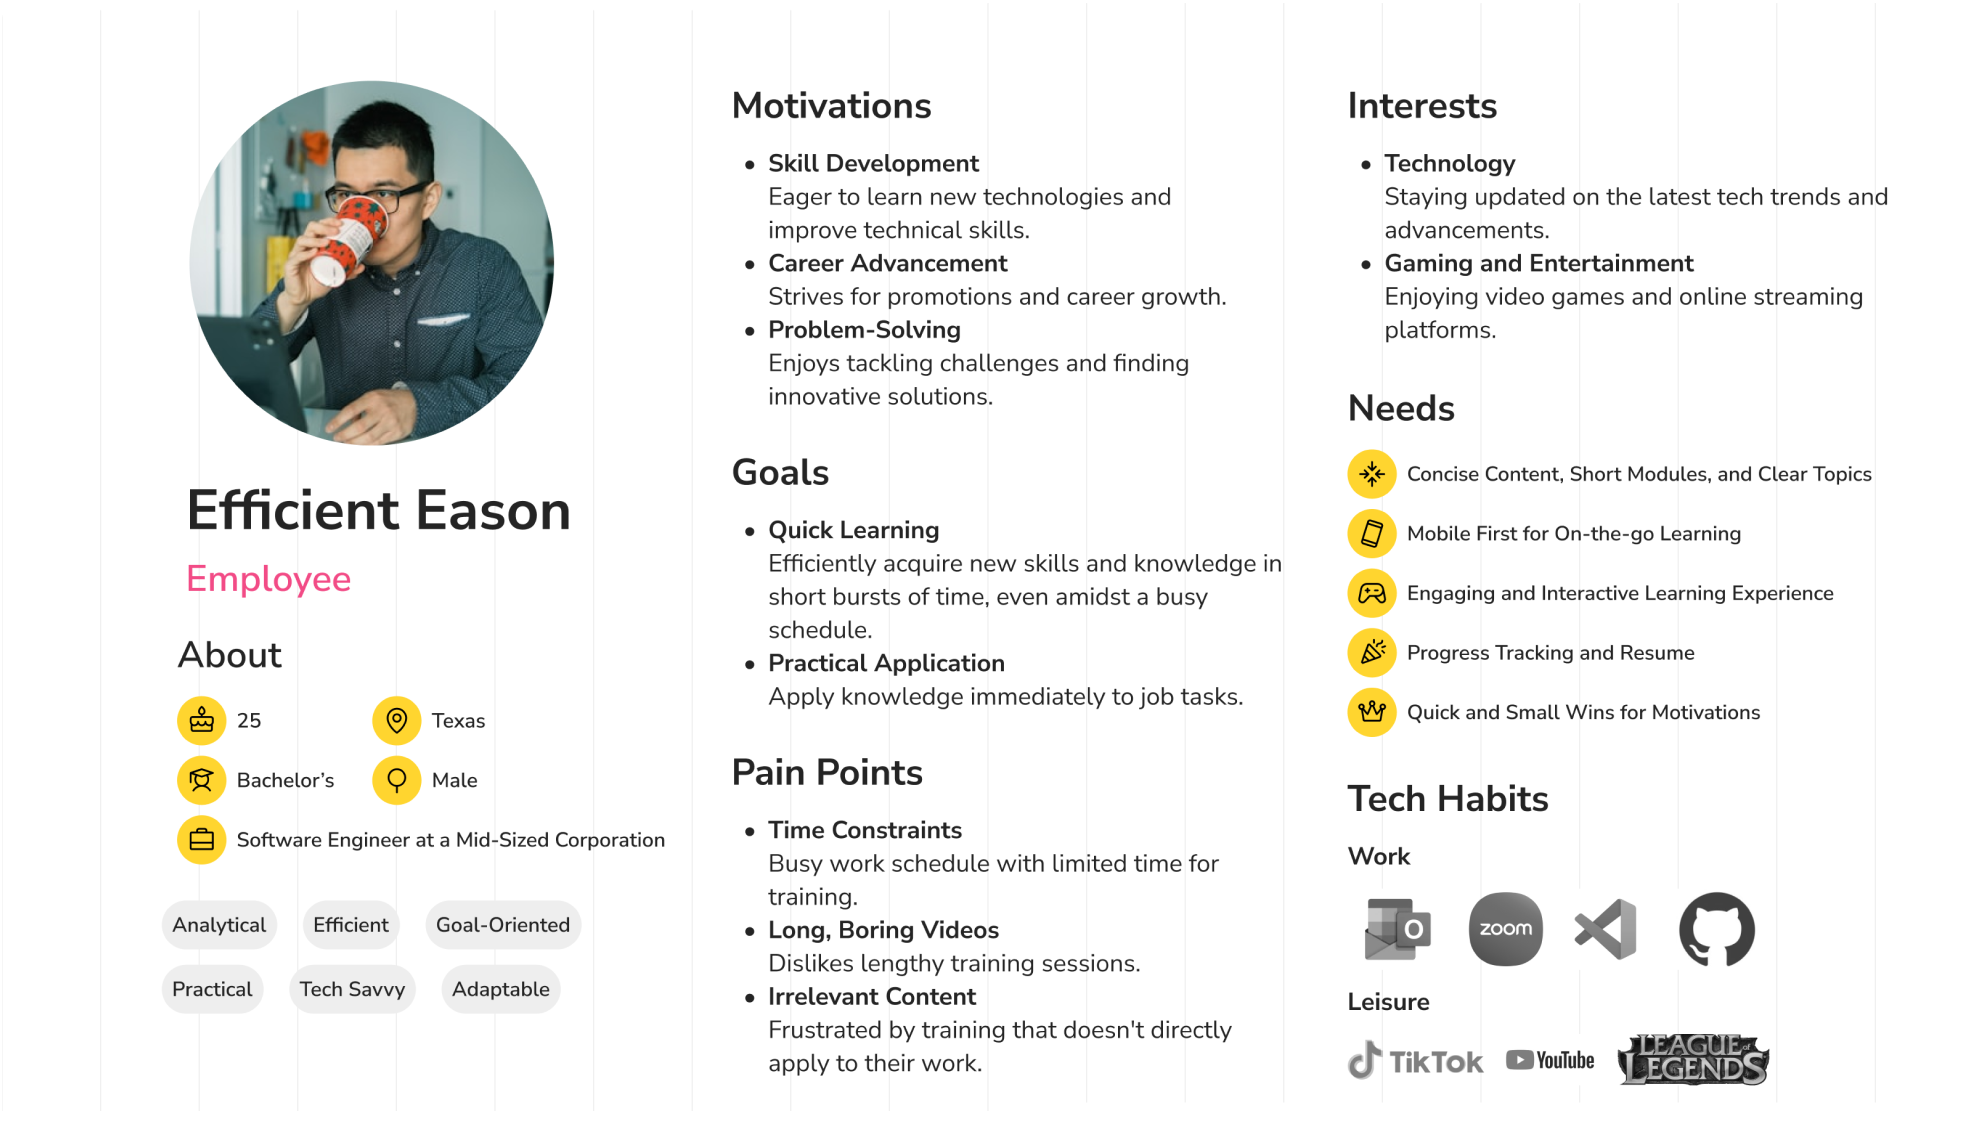 Efficient Eason
Employee
About
25
Texas
Bachelor’s
Male
Software Engineer at a Mid-Sized Corporation
Analytical
Efficient
Goal-Oriented
Practical
Tech Savvy
Adaptable
Motivations
• Skill Development
Eager to learn new technologies and
improve technical skills.
• Career Advancement
Strives for promotions and career growth.
• Problem-Solving
Enjoys tackling challenges and finding
innovative solutions.
Goals
• Quick Learning
Efficiently acquire new skills and knowledge in
short bursts of time, even amidst a busy
schedule.
• Practical Application
Apply knowledge immediately to job tasks.
Pain Points
• Time Constraints
Busy work schedule with limited time for
training.
• Long, Boring Videos
Dislikes lengthy training sessions.
• Irrelevant Content
Frustrated by training that doesn't directly
apply to their work.
Interests
• Technology
Staying updated on the latest tech trends and
advancements.
• Gaming and Entertainment
Enjoying video games and online streaming
platforms.
Needs
Concise Content, Short Modules, and Clear Topics
Mobile First for On-the-go Learning
Engaging and Interactive Learning Experience
Progress Tracking and Resume
Quick and Small Wins for Motivations
Tech Habits
Work
O
zoom
Leisure
TikTok
YouTube
LEAGUE of
LEGENDS